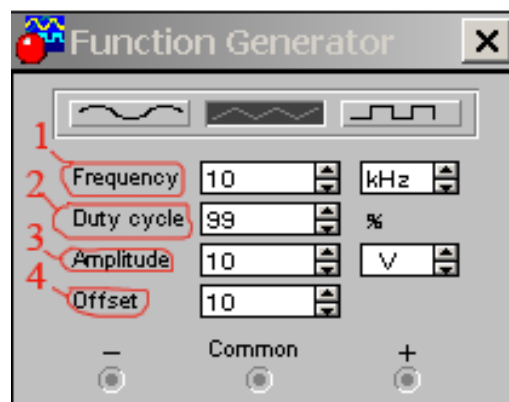 Function Generator
1
Frequency 10 kHz
2
Duty cycle 99 %
3
Amplitude 10 V
4
Offset 10
− Common +